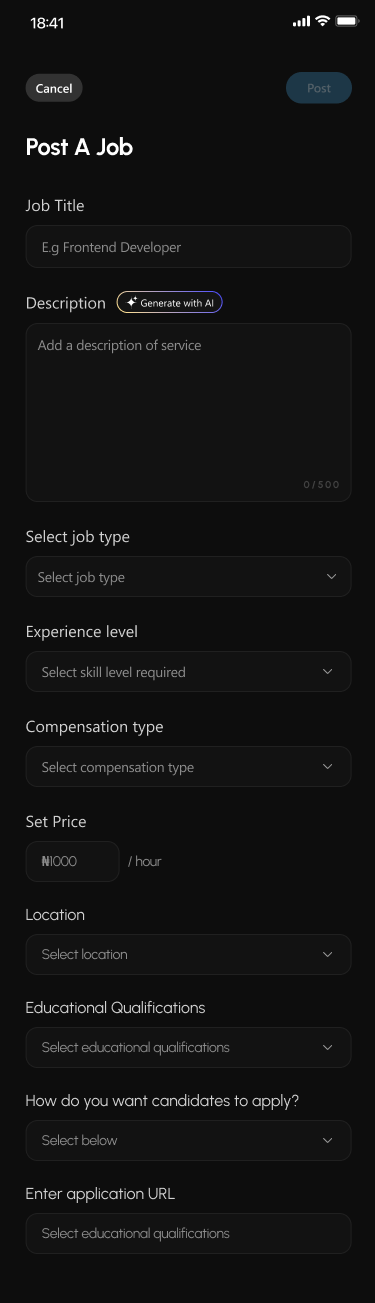 18:41
Cancel
Post
Post A Job
Job Title
E.g Frontend Developer
Description
Generate with AI
Add a description of service
0/500
Select job type
Select job type
Experience level
Select skill level required
Compensation type
Select compensation type
Set Price
₦1000
/ hour
Location
Select location
Educational Qualifications
Select educational qualifications
How do you want candidates to apply?
Select below
Enter application URL
Select educational qualifications